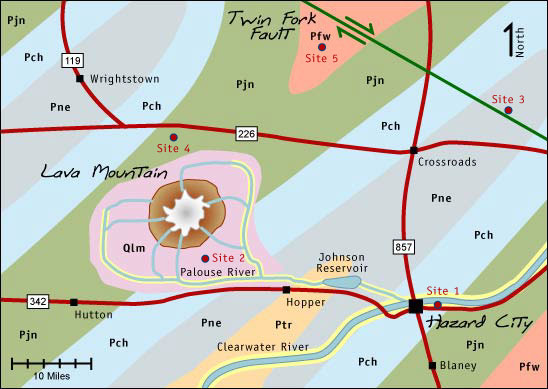 Pjn
Twin Fork
Fault
Pfw
Site 5
North
Pch
119
Wrightstown
Pjn
Pjn
Pne
Pch
Site 3
Pch
226
Site 4
Crossroads
Lava Mountain
Pne
Qlm
Site 2
Palouse River
857
Pch
Johnson
Reservoir
342
Hutton
Hopper
Site 1
Hazard City
Pne
Ptr
Pjn
Pch
Clearwater River
Pjn
10 Miles
Pch
Blaney
Pfw